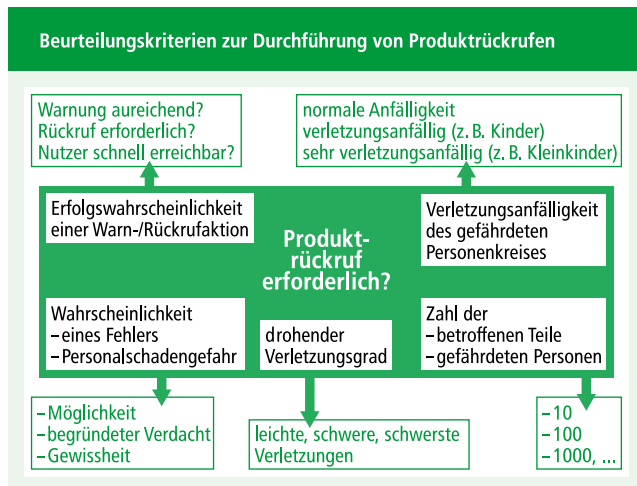 Beurteilungskriterien zur Durchführung von Produktrückrufen
Warnung aureichend?
Rückruf erforderlich?
Nutzer schnell erreichbar?
normale Anfälligkeit
verletzungsanfällig (z. B. Kinder)
sehr verletzungsanfällig (z. B. Kleinkinder)
Erfolgswahrscheinlichkeit
einer Warn-/Rückrufaktion
Verletzungsanfälligkeit
des gefährdeten
Personenkreises
Produkt-
rückruf
erforderlich?
Wahrscheinlichkeit
– eines Fehlers
– Personalschadengefahr
drohender
Verletzungsgrad
Zahl der
– betroffenen Teile
– gefährdeten Personen
– Möglichkeit
– begründeter Verdacht
– Gewissheit
leichte, schwere, schwerste
Verletzungen
– 10
– 100
– 1000, ...